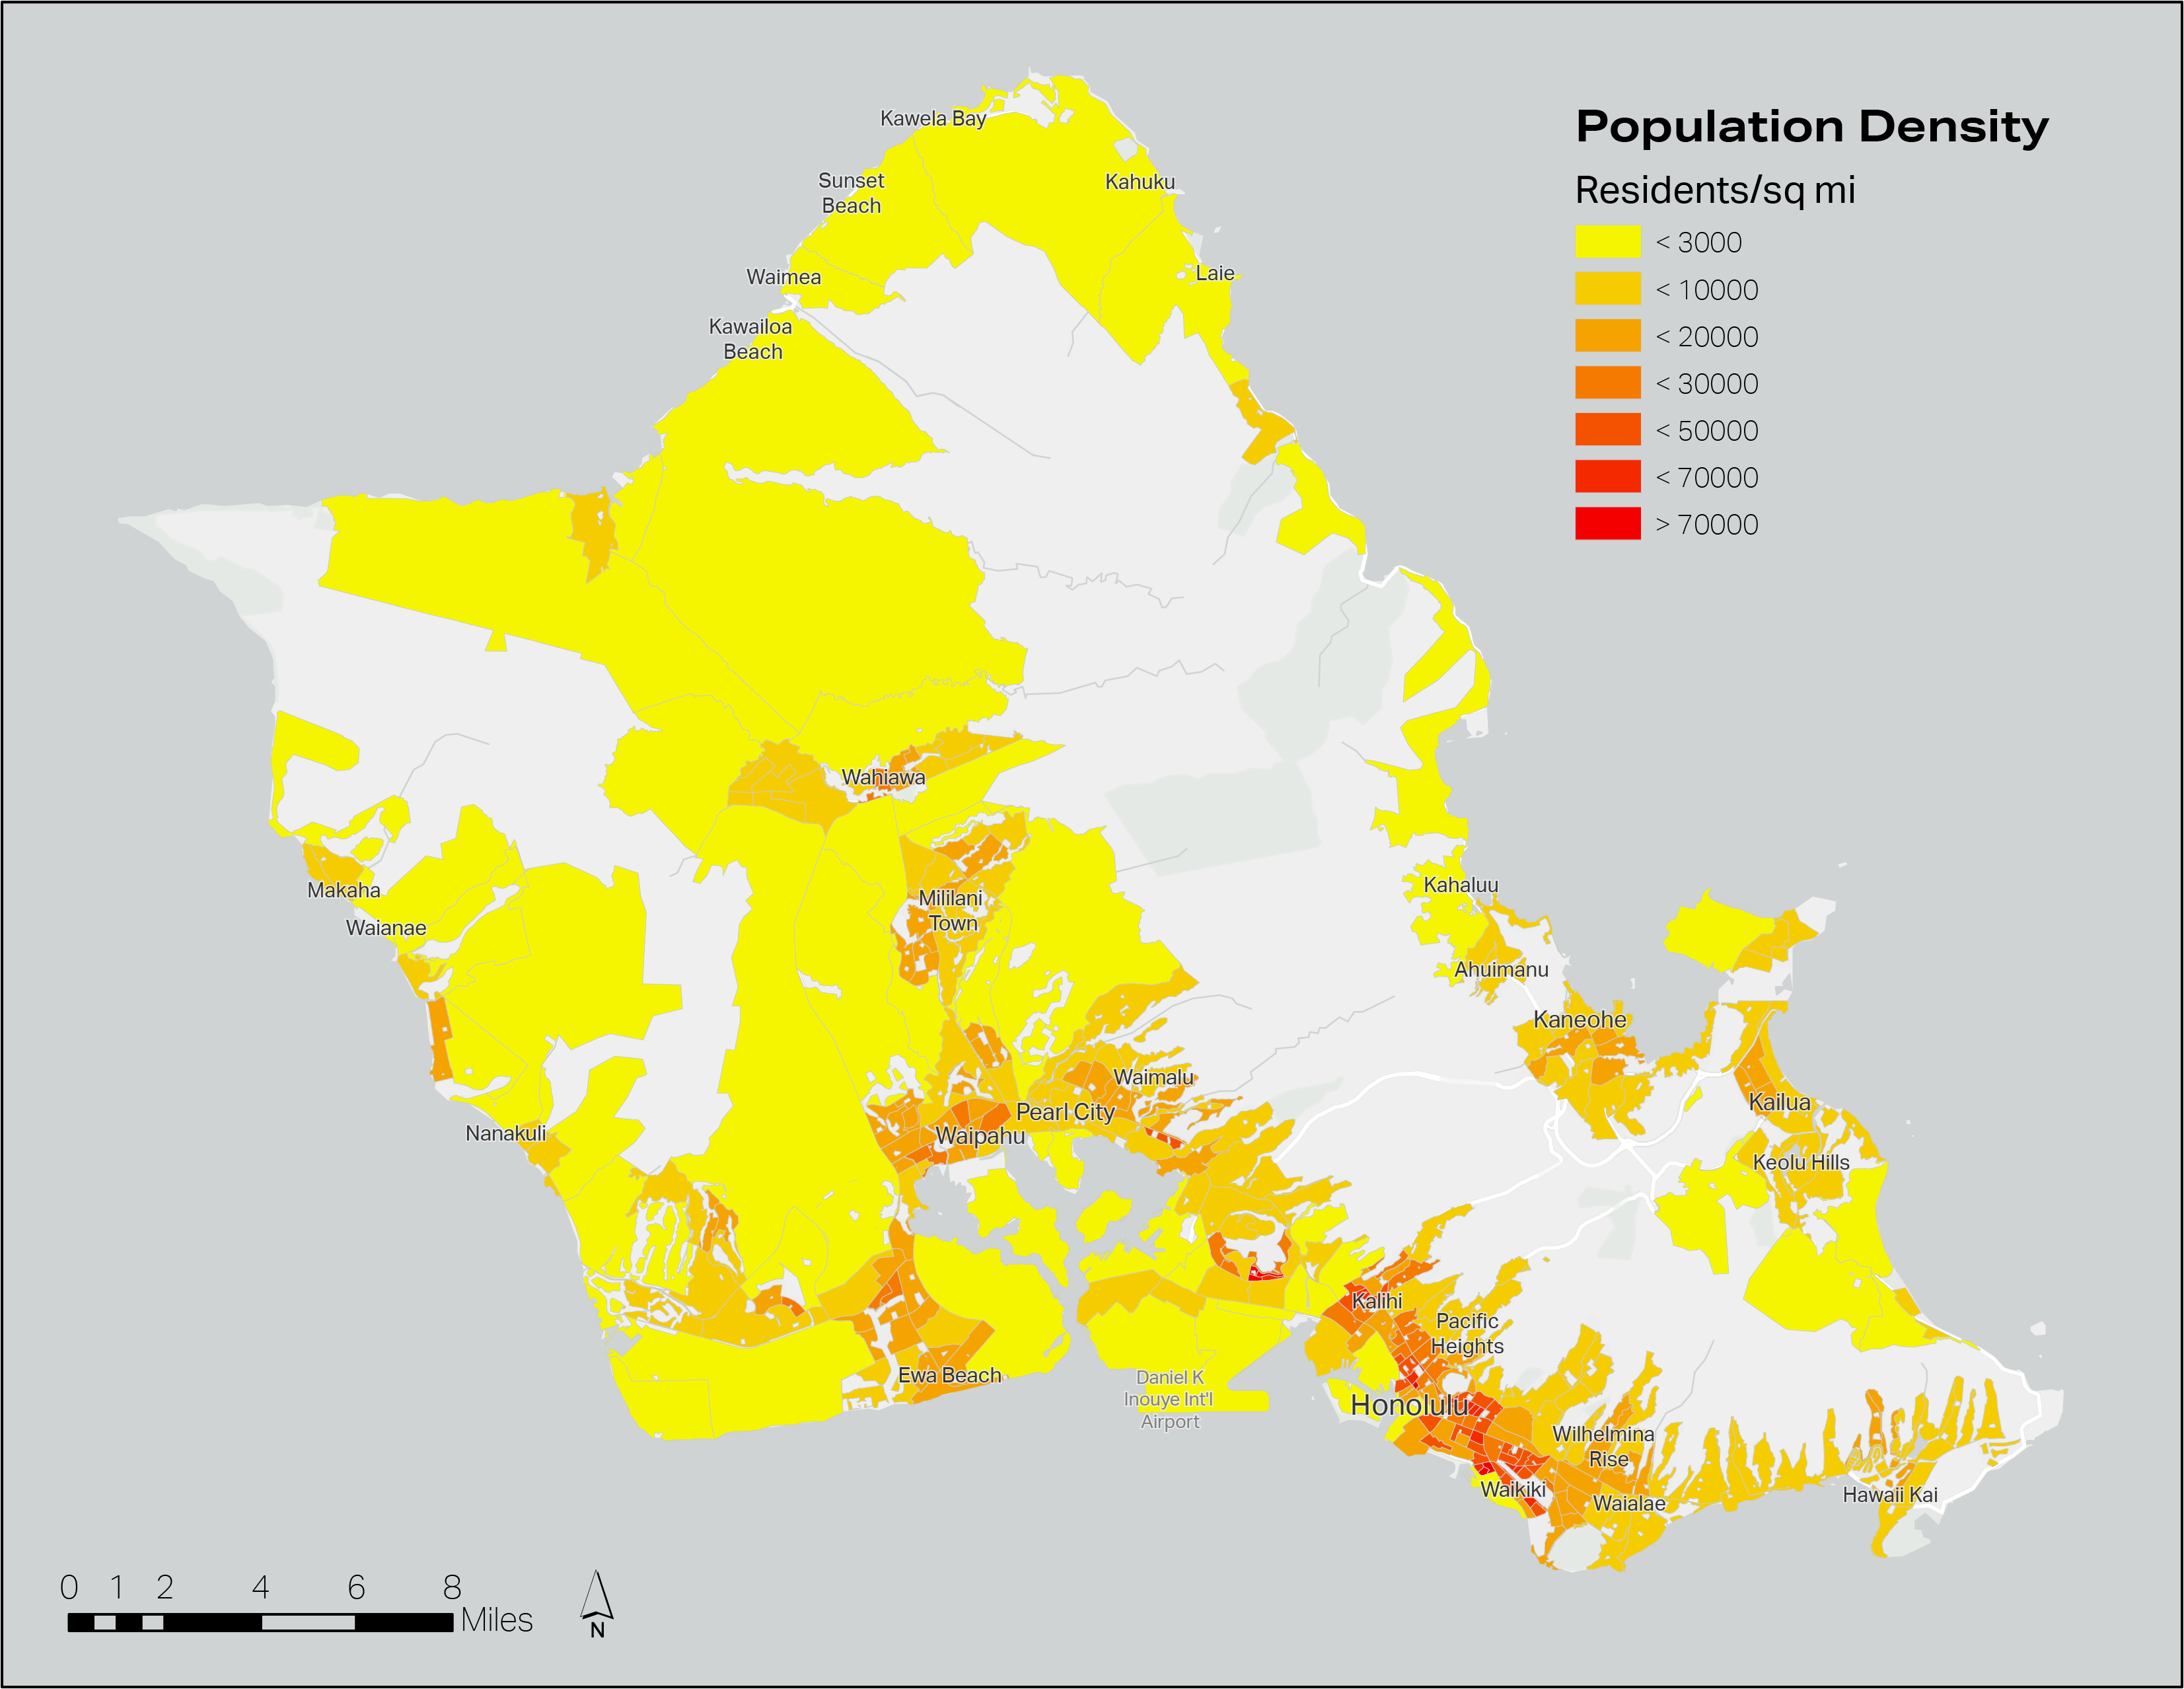 Population Density
Residents/sq mi
< 3000
< 10000
< 20000
< 30000
< 50000
< 70000
> 70000
Kawela Bay
Sunset
Beach
Kahuku
Waimea
Laie
Kawailoa
Beach
Wahiawa
Makaha
Mililani
Town
Waianae
Kahaluu
Ahuimanu
Kaneohe
Waimalu
Pearl City
Kailua
Nanakuli
Waipahu
Keolu Hills
Kalihi
Pacific
Heights
Ewa Beach
Daniel K
Inouye Int'l
Airport
Honolulu
Wilhelmina
Rise
Waikiki
Waialae
Hawaii Kai
0 1 2 4 6 8
Miles
N